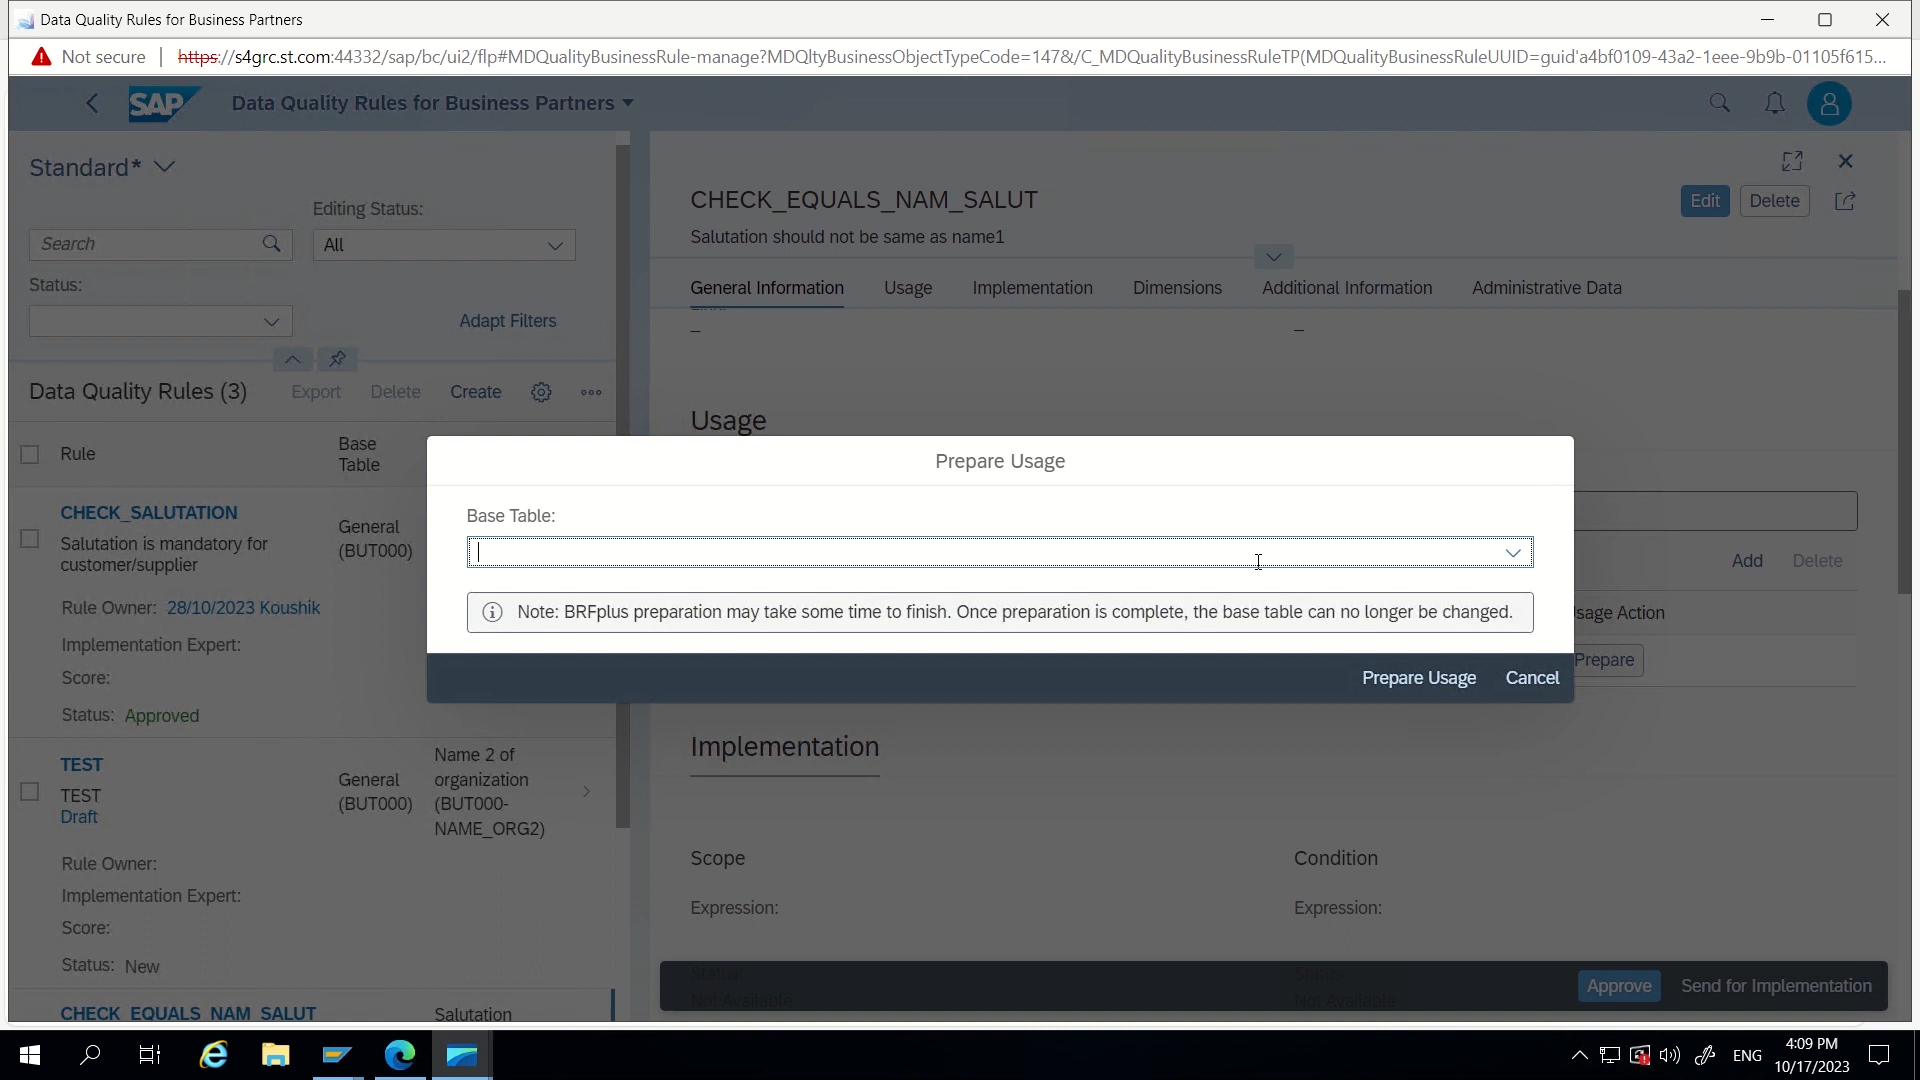 Data Quality Rules for Business Partners
Not secure | https://s4grc.st.com:44332/sap/bc/ui2/flp#MDQualityBusinessRule-manage?MDQltyBusinessObjectTypeCode=147&/C_MDQualityBusinessRuleTP(MDQualityBusinessRuleUUID=guid'a4bf0109-43a2-1eee-9b9b-01105f615...
SAP Data Quality Rules for Business Partners
Standard*
Editing Status:
Search
All
Status:
Adapt Filters
Data Quality Rules (3) Export Delete Create
Rule
Base
Table
CHECK_SALUTATION
Salutation is mandatory for
customer/supplier
General
(BUT000)
Rule Owner: 28/10/2023 Koushik
Implementation Expert:
Score:
Status: Approved
TEST
TEST
Draft
General
(BUT000)
Name 2 of
organization
(BUT000-
NAME_ORG2)
Rule Owner:
Implementation Expert:
Score:
Status: New
CHECK_EQUALS_NAM_SALUT
Salutation
CHECK_EQUALS_NAM_SALUT
Edit Delete
Salutation should not be same as name1
General Information Usage Implementation Dimensions Additional Information Administrative Data
– –
Usage
Add Delete
Usage Action
Prepare
Prepare Usage
Base Table:
Note: BRFplus preparation may take some time to finish. Once preparation is complete, the base table can no longer be changed.
Prepare Usage Cancel
Implementation
Scope Condition
Expression: Expression:
Status: Status:
Not Available Not Available
Approve Send for Implementation
ENG
4:09 PM
10/17/2023